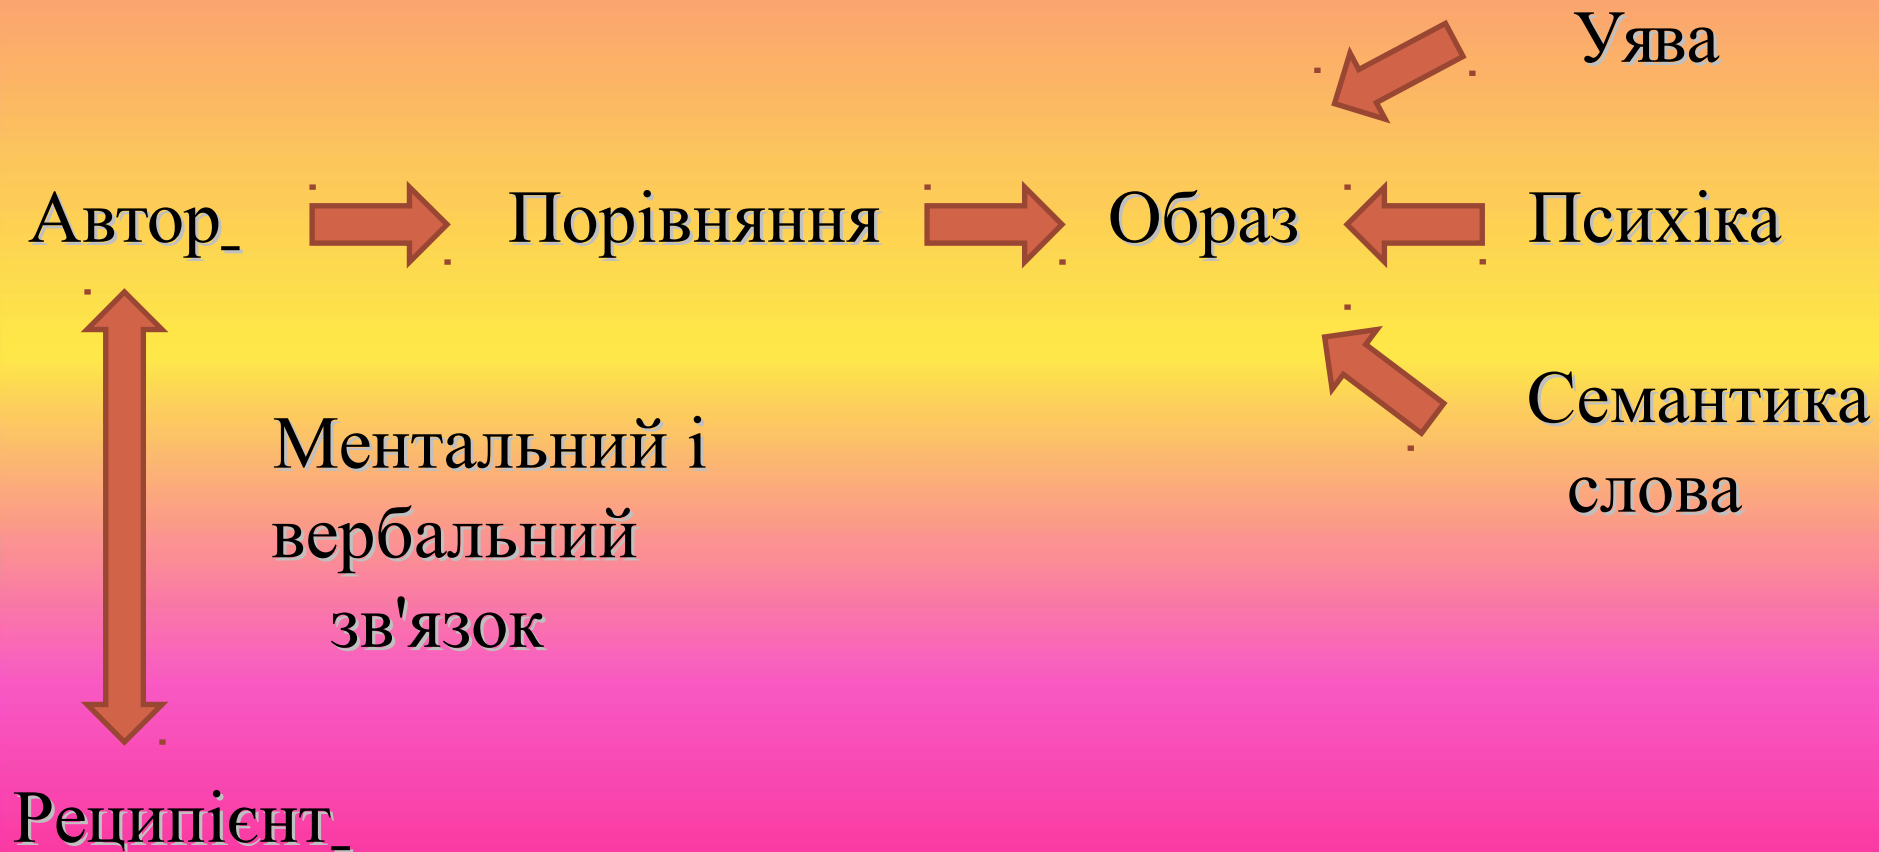 Уява
Автор_ Порівняння Образ Психіка
Семантика
слова
Ментальний і
вербальний
зв'язок
Реципієнт_